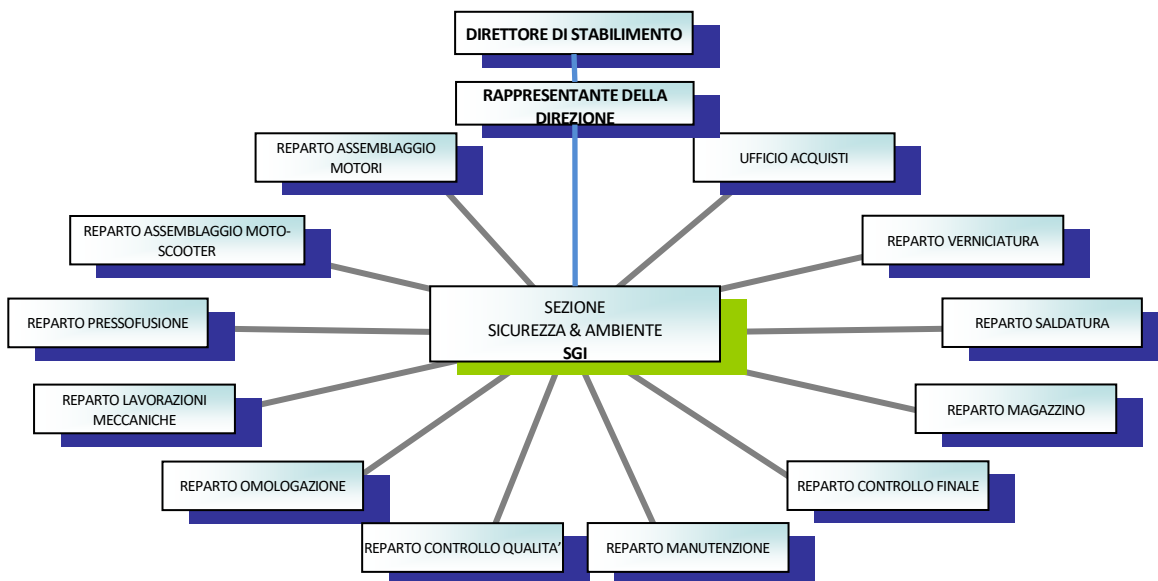 DIRETTORE DI STABILIMENTO
RAPPRESENTANTE DELLA
DIREZIONE
REPARTO ASSEMBLAGGIO
MOTORI
UFFICIO ACQUISTI
REPARTO ASSEMBLAGGIO MOTO-
SCOOTER
REPARTO VERNICIATURA
SEZIONE
SICUREZZA & AMBIENTE
SGI
REPARTO PRESSOFUSIONE
REPARTO SALDATURA
REPARTO LAVORAZIONI
MECCANICHE
REPARTO MAGAZZINO
REPARTO OMOLOGAZIONE
REPARTO CONTROLLO FINALE
REPARTO CONTROLLO QUALITA’
REPARTO MANUTENZIONE